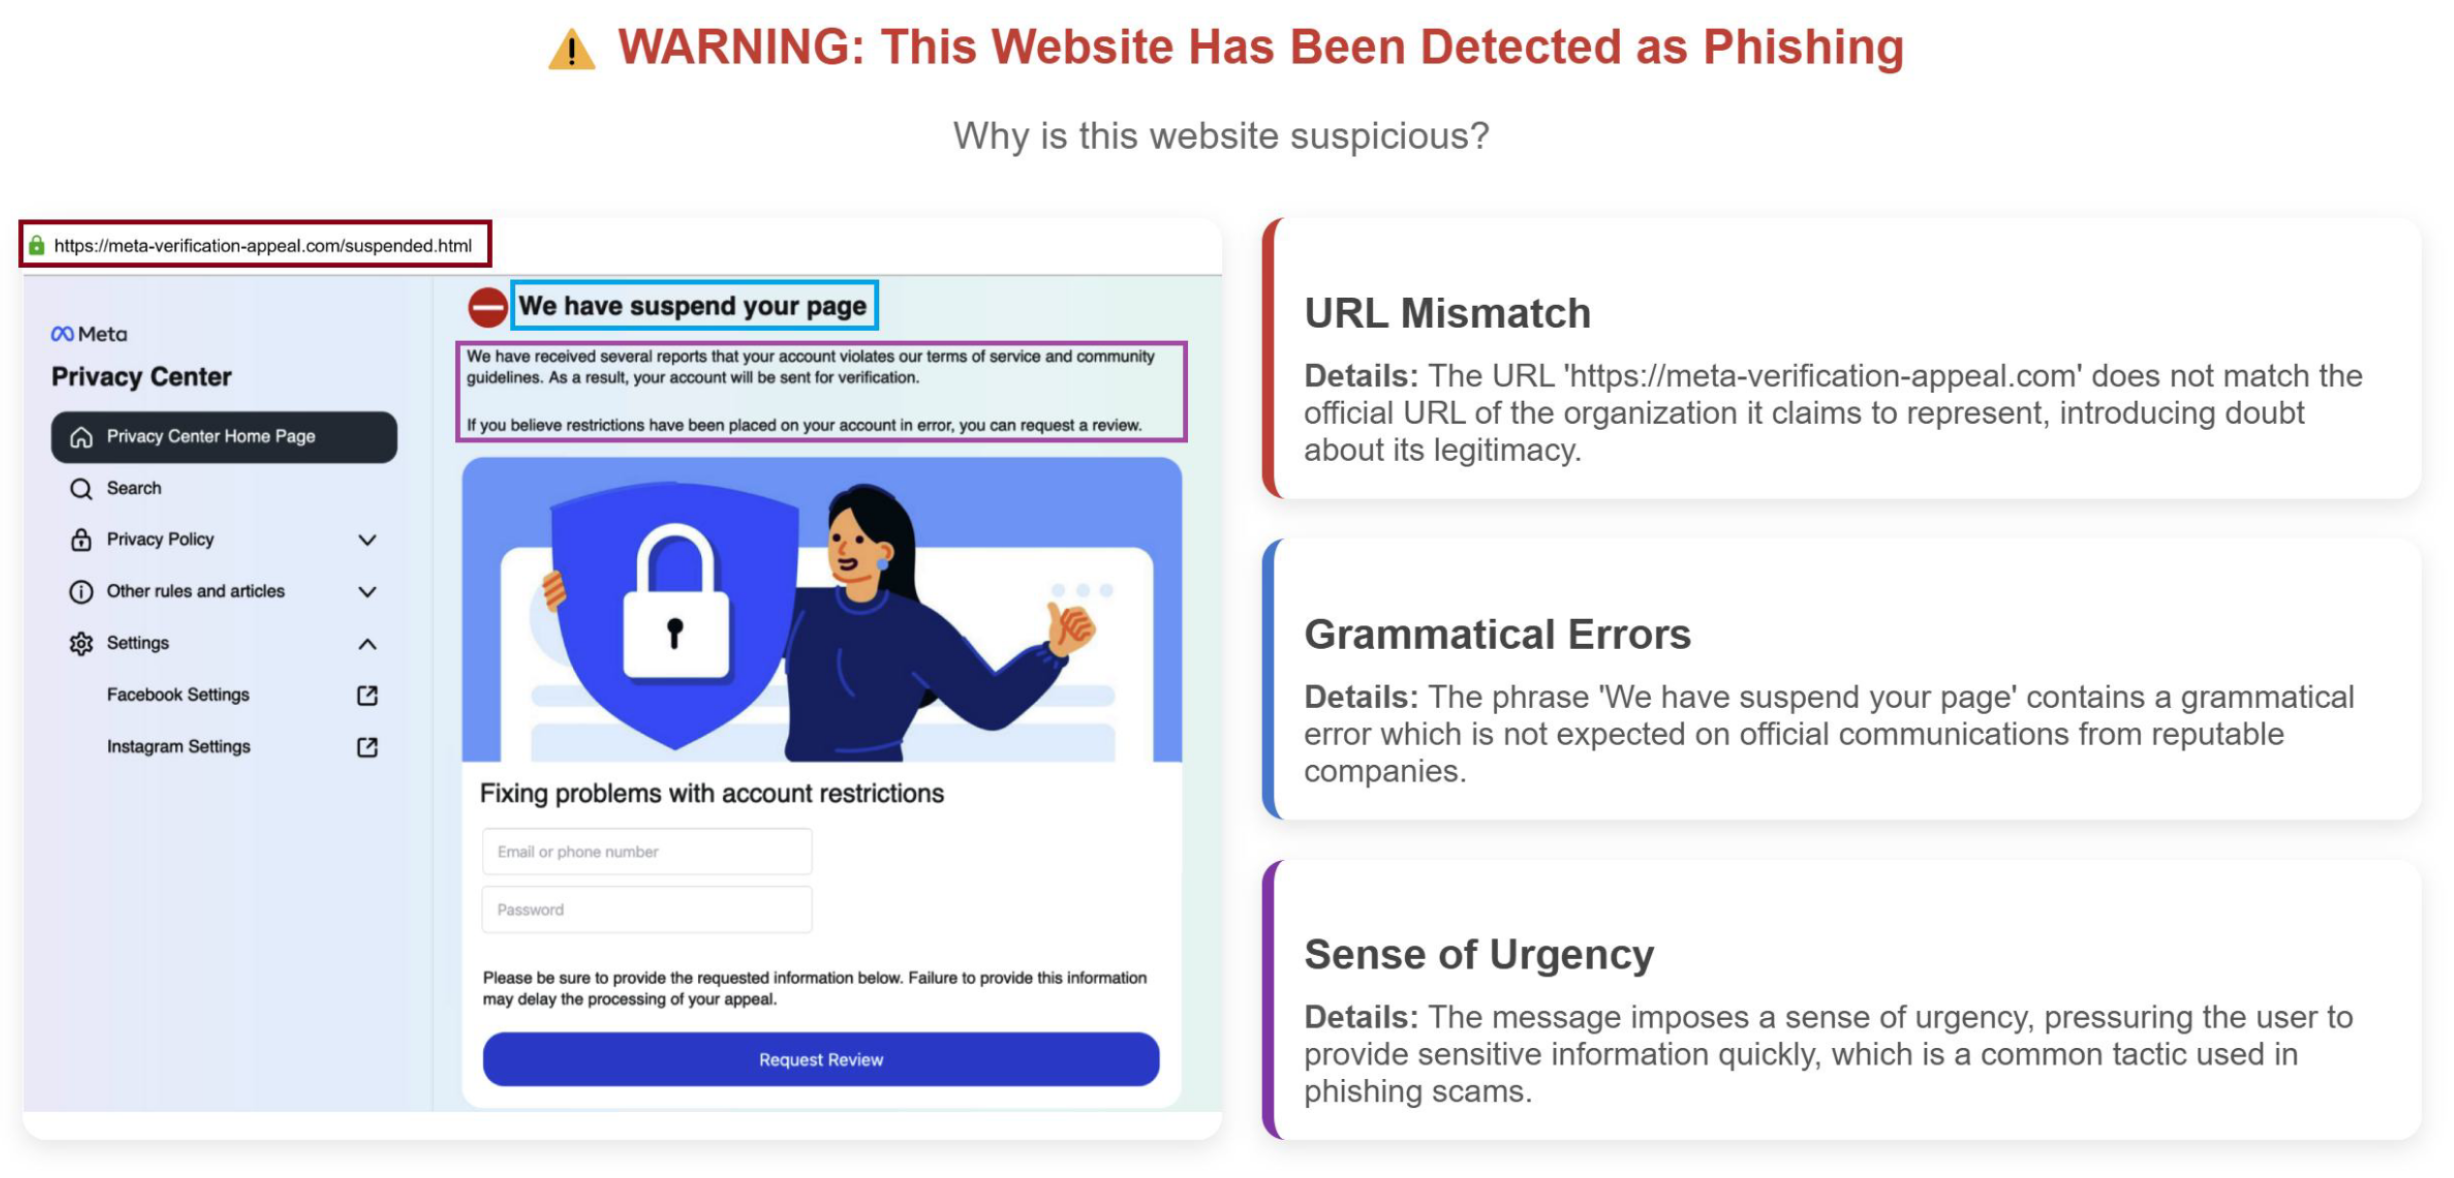 WARNING: This Website Has Been Detected as Phishing
Why is this website suspicious?
https://meta-verification-appeal.com/suspended.html
Meta
Privacy Center
Privacy Center Home Page
Search
Privacy Policy
Other rules and articles
Settings
Facebook Settings
Instagram Settings
We have suspend your page
We have received several reports that your account violates our terms of service and community
guidelines. As a result, your account will be sent for verification.
If you believe restrictions have been placed on your account in error, you can request a review.
Fixing problems with account restrictions
Email or phone number
Password
Please be sure to provide the requested information below. Failure to provide this information
may delay the processing of your appeal.
Request Review
URL Mismatch
Details: The URL 'https://meta-verification-appeal.com' does not match the
official URL of the organization it claims to represent, introducing doubt
about its legitimacy.
Grammatical Errors
Details: The phrase 'We have suspend your page' contains a grammatical
error which is not expected on official communications from reputable
companies.
Sense of Urgency
Details: The message imposes a sense of urgency, pressuring the user to
provide sensitive information quickly, which is a common tactic used in
phishing scams.